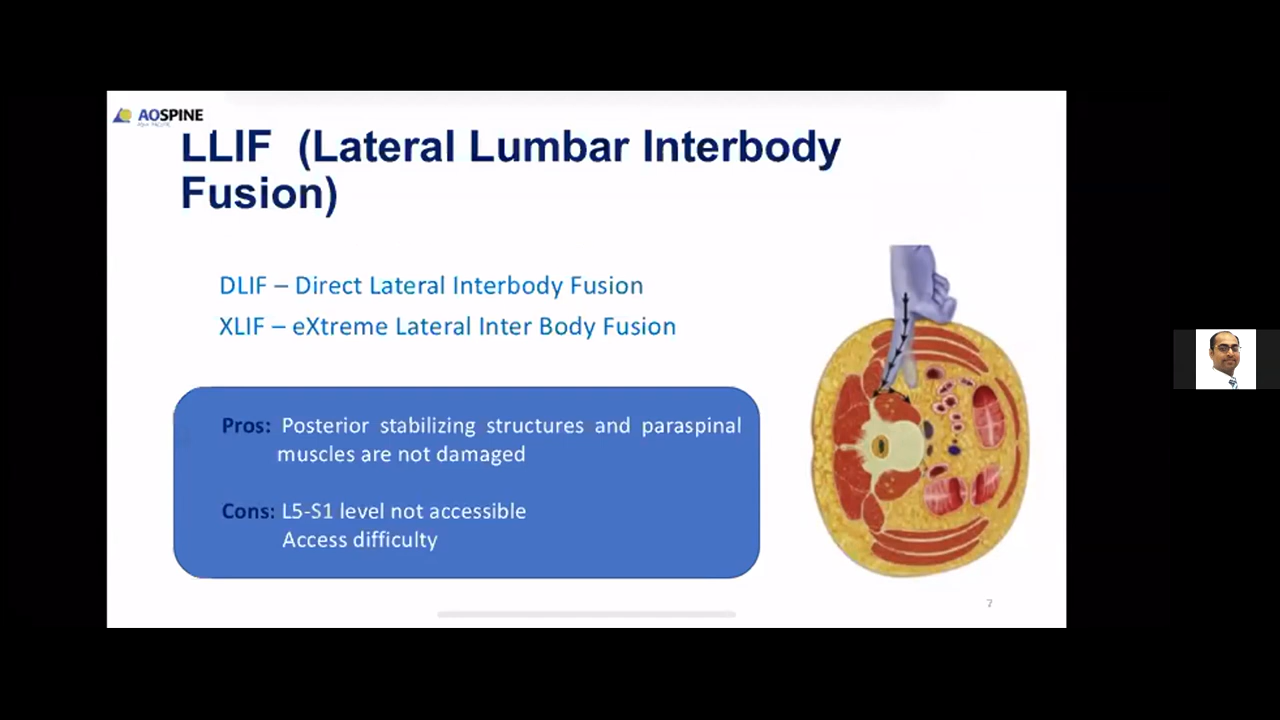 AOSPINE
LLIF (Lateral Lumbar Interbody
Fusion)
DLIF – Direct Lateral Interbody Fusion
XLIF – eXtreme Lateral Inter Body Fusion
Pros: Posterior stabilizing structures and paraspinal
muscles are not damaged
Cons: L5-S1 level not accessible
Access difficulty
7